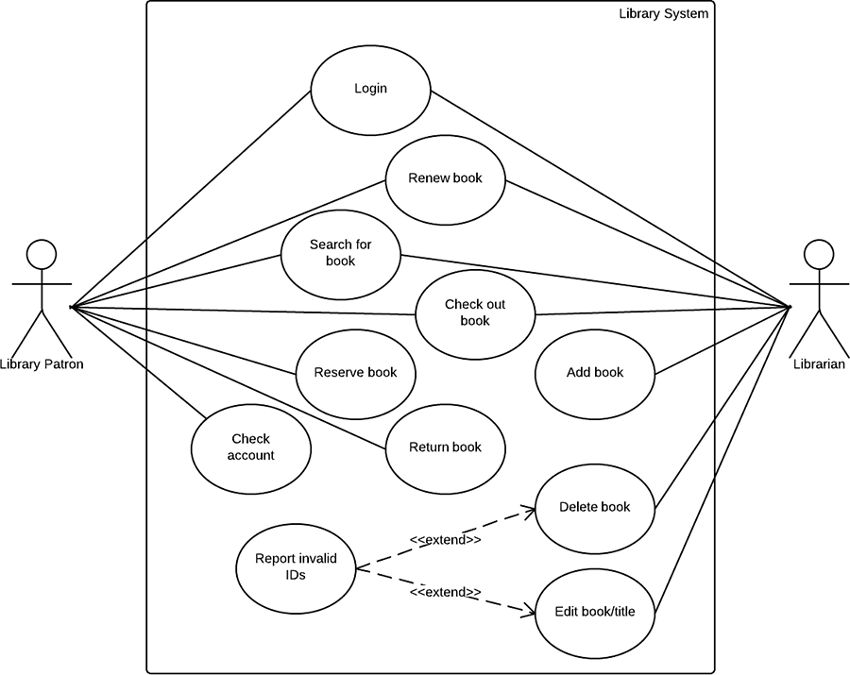 Library System
Login
Renew book
Search for
book
Check out
book
Library Patron
Reserve book
Add book
Librarian
Check
account
Return book
Delete book
<<extend>>
Report invalid
IDs
<<extend>>
Edit book/title